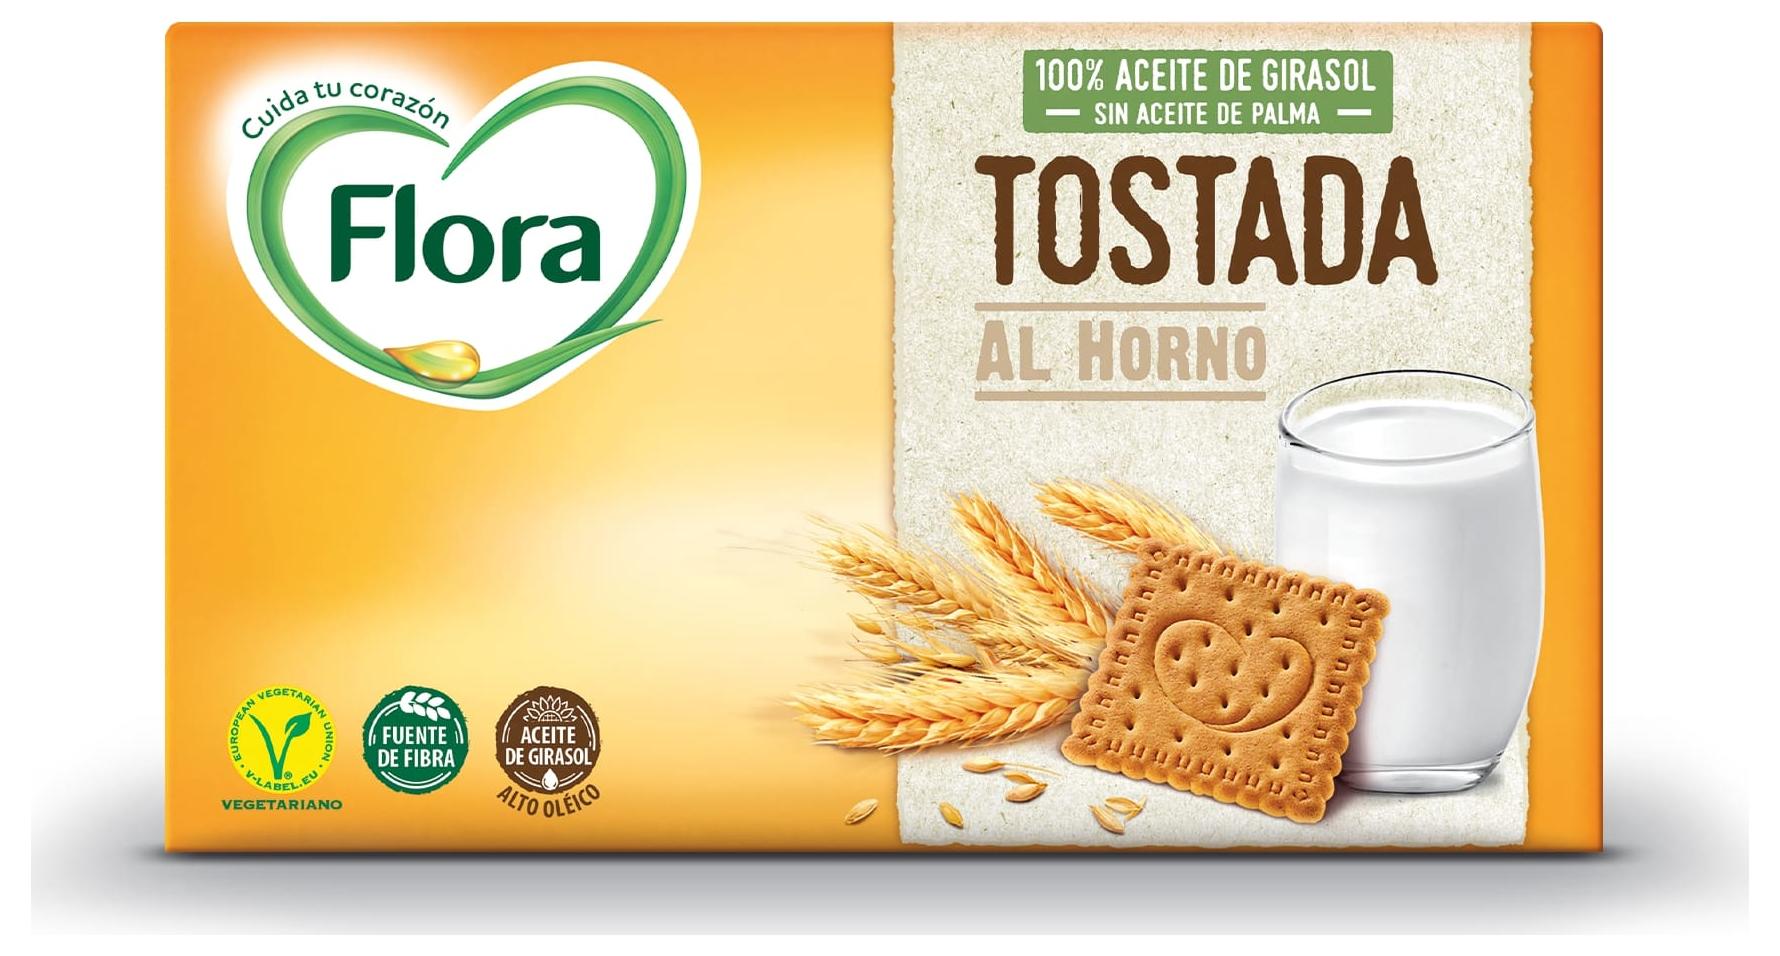 Cuida tu corazón
Flora
100% ACEITE DE GIRASOL
SIN ACEITE DE PALMA
TOSTADA
AL HORNO
EUROPEAN VEGETARIAN UNION
V-LABEL.EU
®
VEGETARIANO
FUENTE
DE FIBRA
ACEITE
DE GIRASOL
ALTO OLÉICO